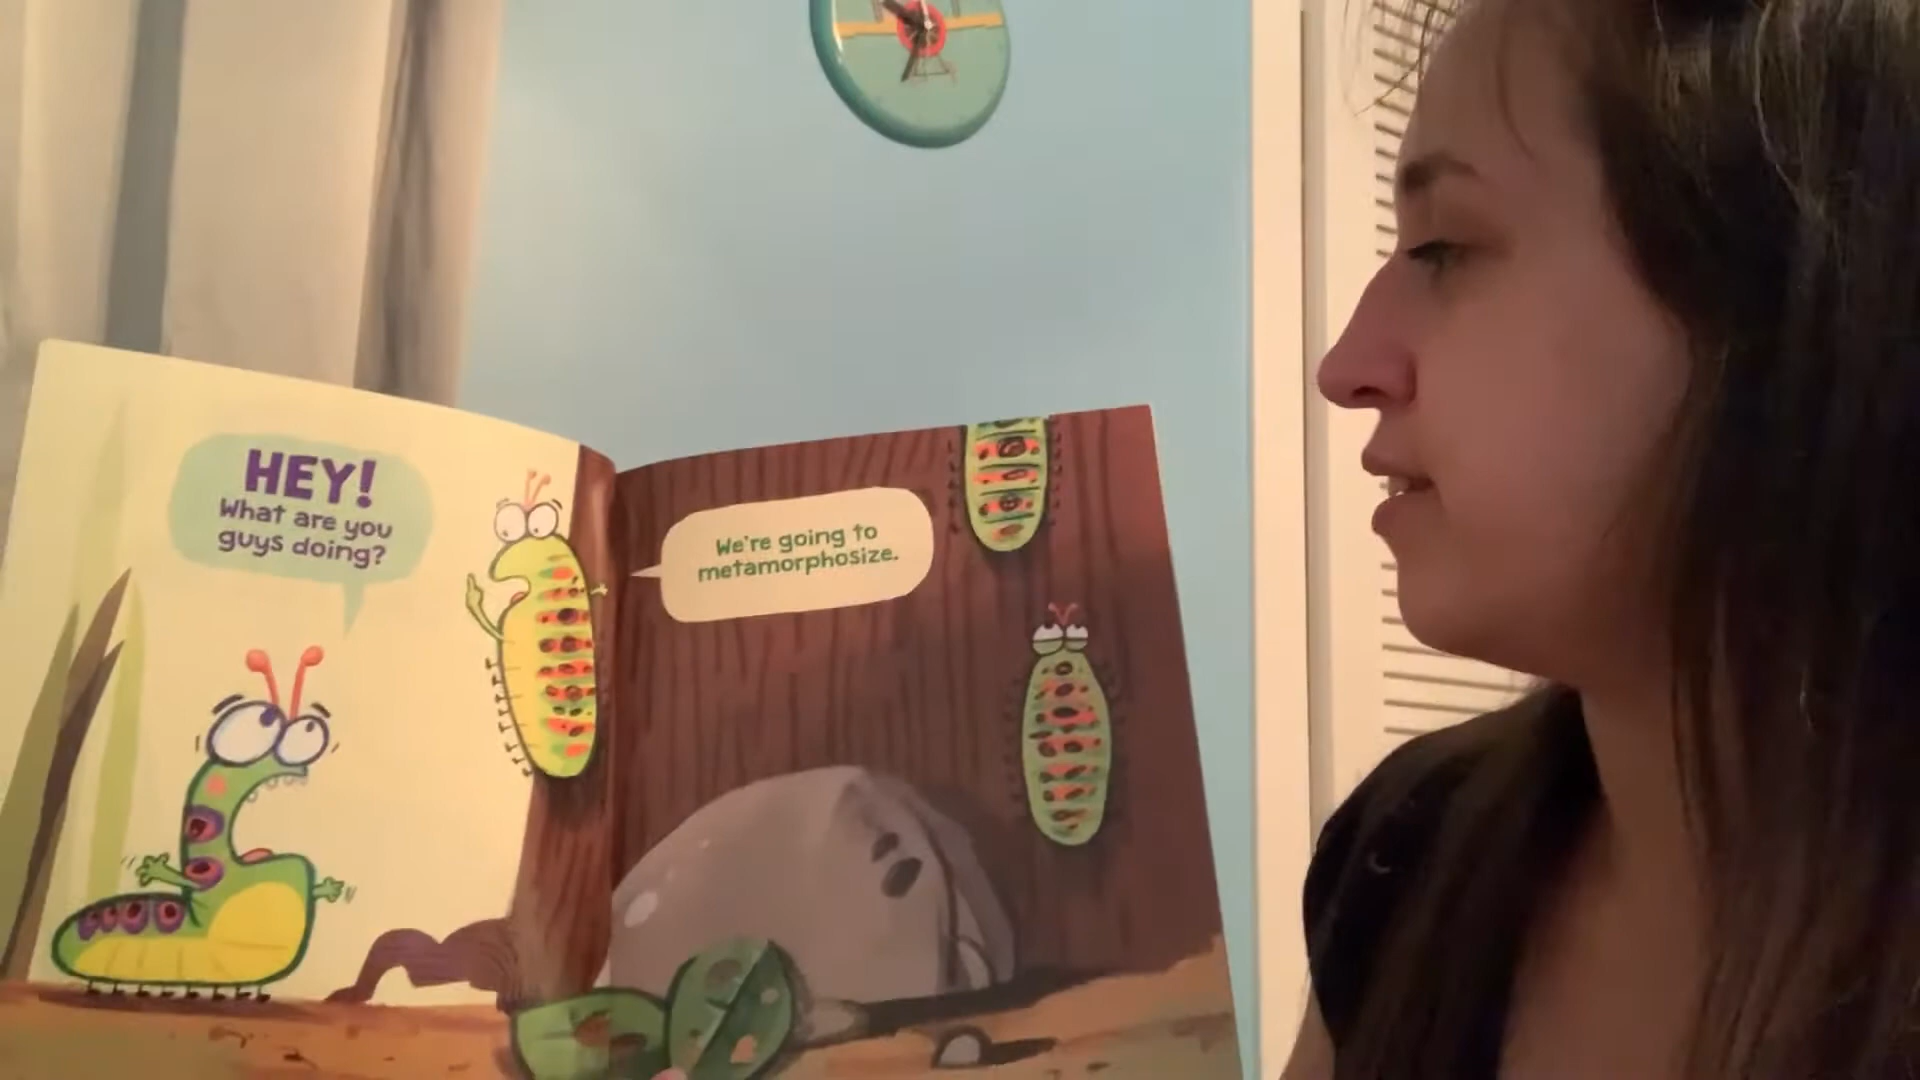 HEY!
What are you
guys doing?
We're going to
metamorphosize.